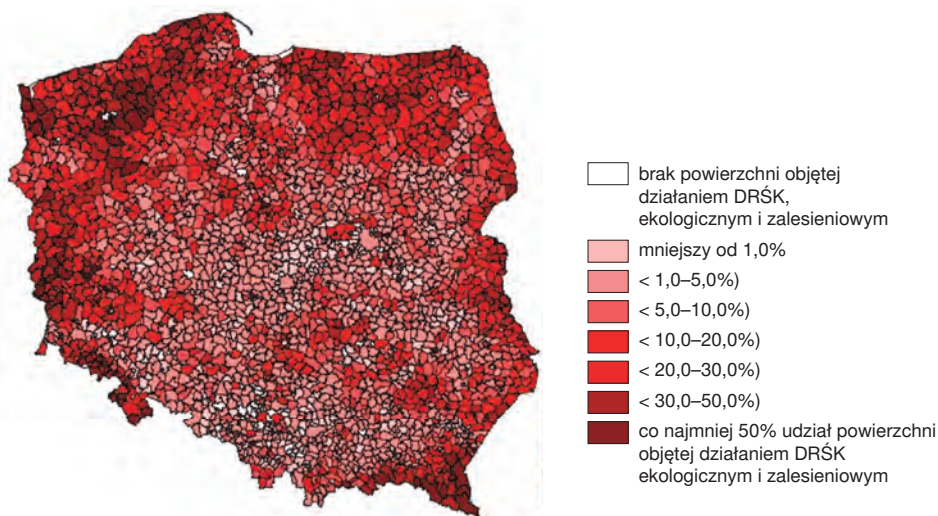 brak powierzchni objętej
działaniem DRŚK,
ekologicznym i zalesieniowym
mniejszy od 1,0%
< 1,0–5,0%)
< 5,0–10,0%)
< 10,0–20,0%)
< 20,0–30,0%)
< 30,0–50,0%)
co najmniej 50% udział powierzchni
objętej działaniem DRŚK
ekologicznym i zalesieniowym